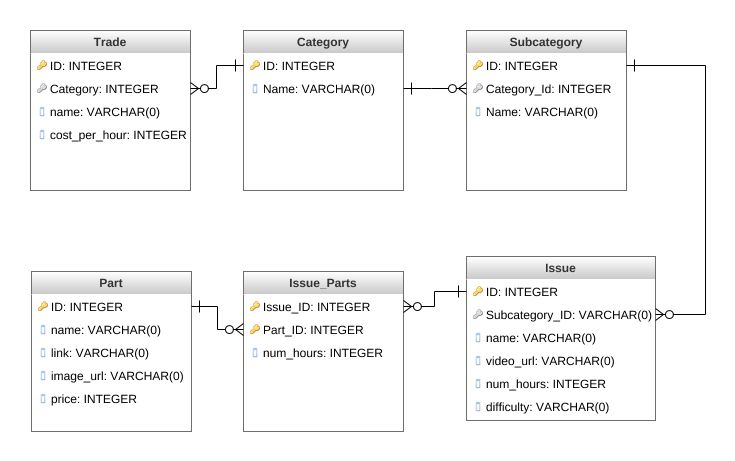 Trade
ID: INTEGER
Category: INTEGER
name: VARCHAR(0)
cost_per_hour: INTEGER
Category
ID: INTEGER
Name: VARCHAR(0)
Subcategory
ID: INTEGER
Category_Id: INTEGER
Name: VARCHAR(0)
Part
ID: INTEGER
name: VARCHAR(0)
link: VARCHAR(0)
image_url: VARCHAR(0)
price: INTEGER
Issue_Parts
Issue_ID: INTEGER
Part_ID: INTEGER
num_hours: INTEGER
Issue
ID: INTEGER
Subcategory_ID: VARCHAR(0)
name: VARCHAR(0)
video_url: VARCHAR(0)
num_hours: INTEGER
difficulty: VARCHAR(0)